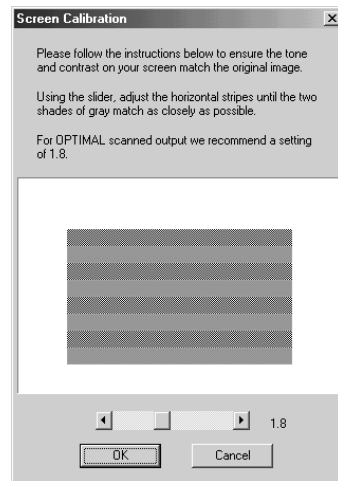 Screen Calibration
Please follow the instructions below to ensure the tone
and contrast on your screen match the original image.
Using the slider, adjust the horizontal stripes until the two
shades of gray match as closely as possible.
For OPTIMAL scanned output we recommend a setting
of 1.8.
1.8
OK
Cancel